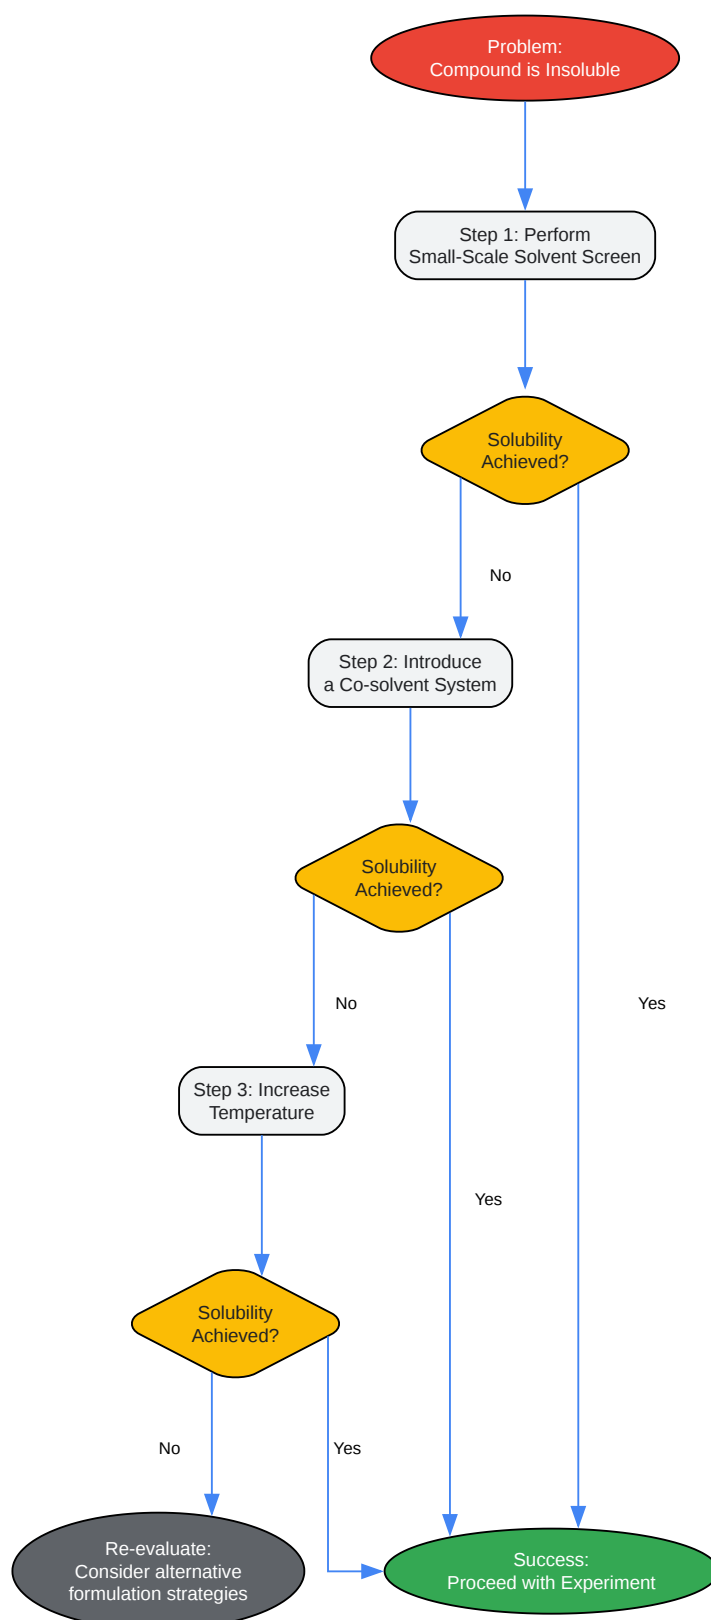 Problem:
Compound is Insoluble
Step 1: Perform
Small-Scale Solvent Screen
Solubility
Achieved?
No
Step 2: Introduce
a Co-solvent System
Solubility
Achieved?
No
Yes
Step 3: Increase
Temperature
Yes
Solubility
Achieved?
No
Yes
Re-evaluate:
Consider alternative
formulation strategies
Success:
Proceed with Experiment